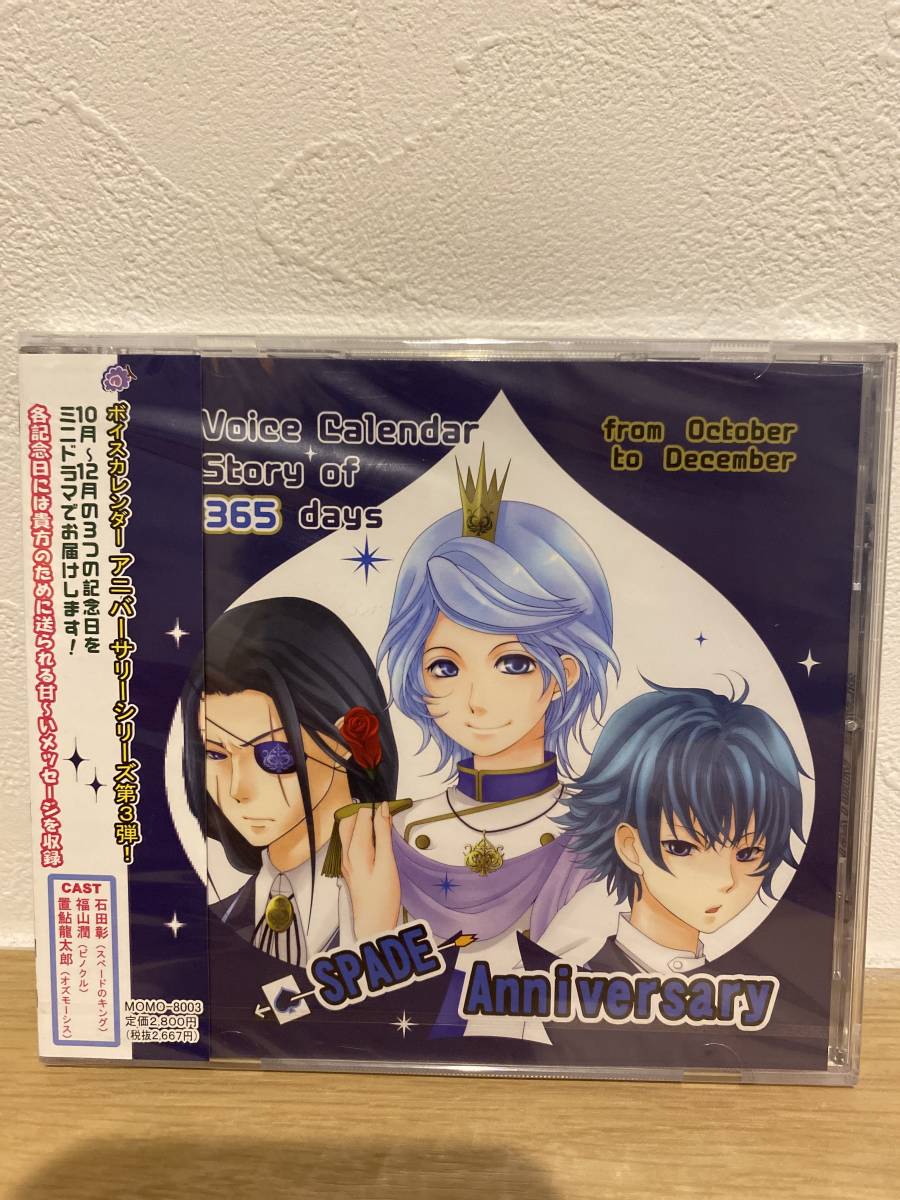 ボイスカレンダー アニバーサリーシリーズ第3弾!
10月~12月の3つの記念日を
ミニドラマでお届けします!
各記念日には貴方のために送られる甘~いメッセージを収録
CAST
石田彰(スペードのキング)
福山潤(ピノクル)
置鮎龍太郎(オズモーシス)
MOMO-8003
定価2,800円
(税抜2,667円)
Voice Calendar
Story of
365 days
from October
to December
SPADE
Anniversary